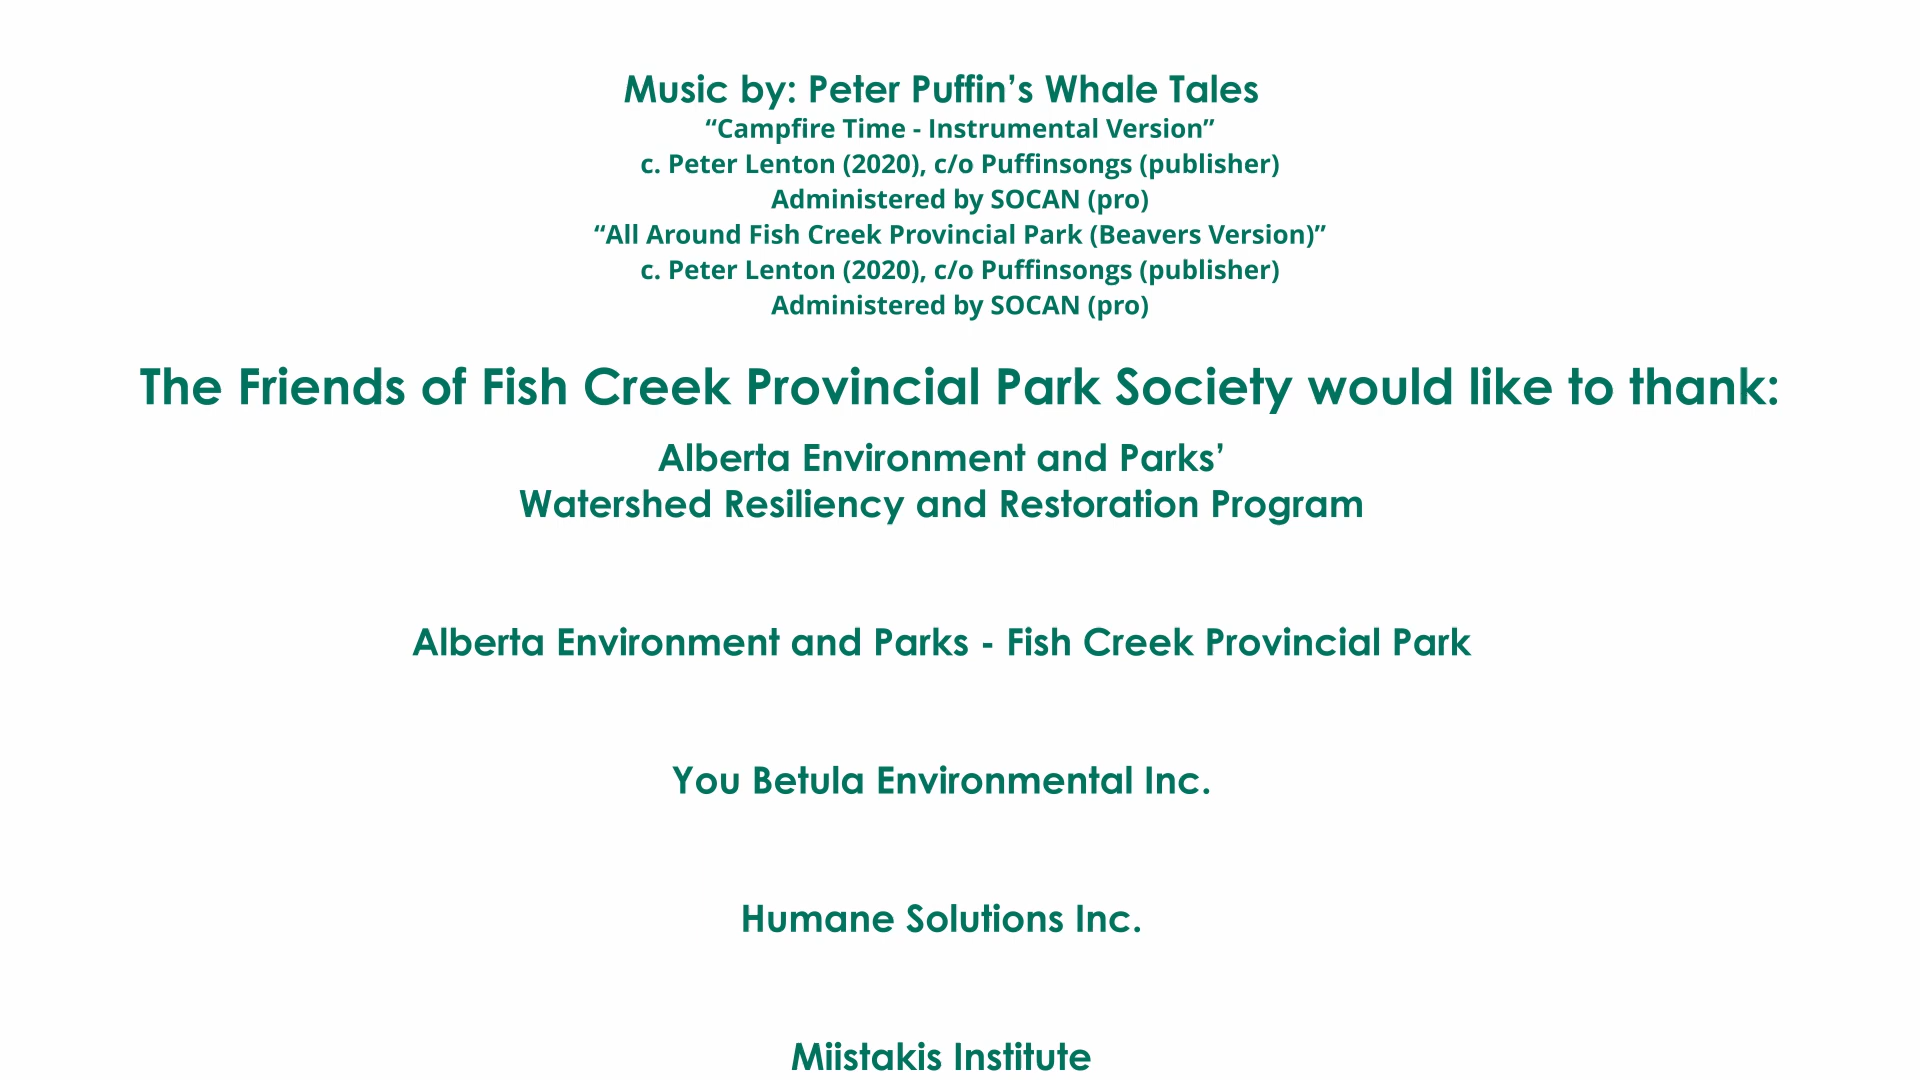 Music by: Peter Puffin’s Whale Tales
“Campfire Time - Instrumental Version”
c. Peter Lenton (2020), c/o Puffinsongs (publisher)
Administered by SOCAN (pro)
“All Around Fish Creek Provincial Park (Beavers Version)”
c. Peter Lenton (2020), c/o Puffinsongs (publisher)
Administered by SOCAN (pro)
The Friends of Fish Creek Provincial Park Society would like to thank:
Alberta Environment and Parks’
Watershed Resiliency and Restoration Program
Alberta Environment and Parks - Fish Creek Provincial Park
You Betula Environmental Inc.
Humane Solutions Inc.
Miistakis Institute